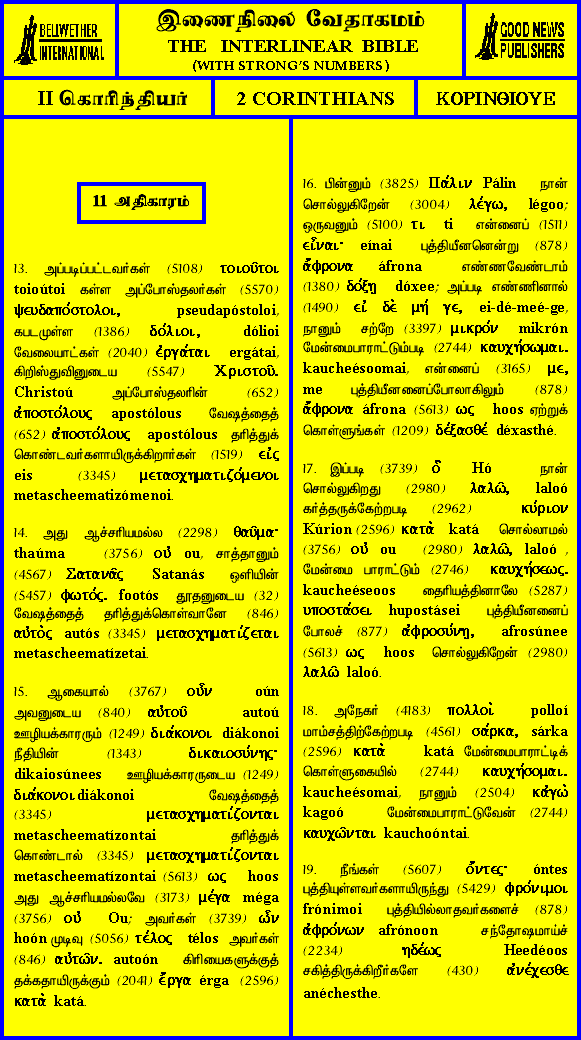 BELLWETHER
INTERNATIONAL
இணைநிலை வேதாகமம்
THE INTERLINEAR BIBLE
(WITH STRONG'S NUMBERS)
GOOD NEWS
PUBLISHERS
II கொரிந்தியர்
2 CORINTHIANS
ΚΟΡΙΝΘΙΟΥΕ
11 அதிகாரம்
13. அப்படிப்பட்டவர்கள் (5108) τοιοῦτοι
toioútoi கள்ள அப்போஸ்தலர்கள் (5570)
ψευδαπόστολοι, pseudapóstoloi,
கபடமுள்ள (1386) δόλιοι, dólioi
வேலையாட்கள் (2040) ἐργάται ergátai,
கிறிஸ்துவினுடைய (5547) Χριστοῦ.
Christoú அப்போஸ்தலரின் (652)
ἀποστόλους apostólous வேஷத்தைத்
(652) ἀποστόλους apostólous தரித்துக்
கொண்டவர்களாயிருக்கிறார்கள் (1519) εἰς
eis (3345) μετασχηματιζόμενοι
metascheematizómenoi.
14. அது ஆச்சரியமல்ல (2298) θαῦμα·
thaúma (3756) οὐ ou, சாத்தானும்
(4567) Σατανᾶς Satanás ஒளியின்
(5457) φωτός. footós தூதனுடைய (32)
வேஷத்தைத் தரித்துக்கொள்வானே (846)
αὐτὸς autós (3345) μετασχηματίζεται
metascheematízetai.
15. ஆகையால் (3767) οὖν oún
அவனுடைய (840) αὐτοῦ autoú
ஊழியக்காரரும் (1249) διάκονοι diákonoi
நீதியின் (1343) δικαιοσύνης·
dikaiosúnees ஊழியக்காரருடைய (1249)
διάκονοι diákonoi வேஷத்தைத்
(3345) μετασχηματίζονται
metascheematízontai தரித்துக்
கொண்டால் (3345) μετασχηματίζονται
metascheematízontai (5613) ως hoos
அது ஆச்சரியமல்லவே (3173) μέγα méga
(3756) οὐ Ou; அவர்கள் (3739) ὧν
hoón முடிவு (5056) τέλος télos அவர்கள்
(846) αὐτῶν. autoón கிரியைகளுக்குத்
தக்கதாயிருக்கும் (2041) ἔργα érga (2596)
κατὰ katá.
16. பின்னும் (3825) Πάλιν Pálin நான்
சொல்லுகிறேன் (3004) λέγω, légoo;
ஒருவனும் (5100) τι ti என்னைப் (1511)
εἶναι· eínai புத்தியீனனென்று (878)
ἄφρονα áfrona எண்ணவேண்டாம்
(1380) δόξῃ dóxee; அப்படி எண்ணினால்
(1490) εἰ δὲ μή γε, ei-dé-meé-ge,
நானும் சற்றே (3397) μικρόν mikrón
மேன்மைபாராட்டும்படி (2744) καυχήσωμαι.
kaucheésoomai, என்னைப் (3165) με,
me புத்தியீனனைப்போலாகிலும் (878)
ἄφρονα áfrona (5613) ως hoos ஏற்றுக்
கொள்ளுங்கள் (1209) δέξασθέ déxasthé.
17. இப்படி (3739) ὃ Hó நான்
சொல்லுகிறது (2980) λαλῶ, laloó
கர்த்தருக்கேற்றபடி (2962) κύριον
Kúrion (2596) κατὰ katá சொல்லாமல்
(3756) οὐ ou (2980) λαλῶ, laloó ,
மேன்மை பாராட்டும் (2746) καυχήσεως.
kaucheéseoos தைரியத்தினாலே (5287)
υποστάσει hupostásei புத்தியீனனைப்
போலச் (877) ἀφροσύνῃ, afrosúnee
(5613) ως hoos சொல்லுகிறேன் (2980)
λαλῶ laloó.
18. அநேகர் (4183) πολλοὶ polloí
மாம்சத்திற்கேற்றபடி (4561) σάρκα, sárka
(2596) κατὰ katá மேன்மைபாராட்டிக்
கொள்ளுகையில் (2744) καυχήσομαι.
kaucheésomai, நானும் (2504) κἀγὼ
kagoó மேன்மைபாராட்டுவேன் (2744)
καυχῶνται kauchoóntai.
19. நீங்கள் (5607) ὄντες· óntes
புத்தியுள்ளவர்களாயிருந்து (5429) φρόνιμοι
frónimoi புத்தியில்லாதவர்களைச் (878)
ἀφρόνων afrónoon சந்தோஷமாய்ச்
(2234) ηδέως Heedéoos
சகித்திருக்கிறீர்களே (430) ἀνέχεσθε
anéchesthe.